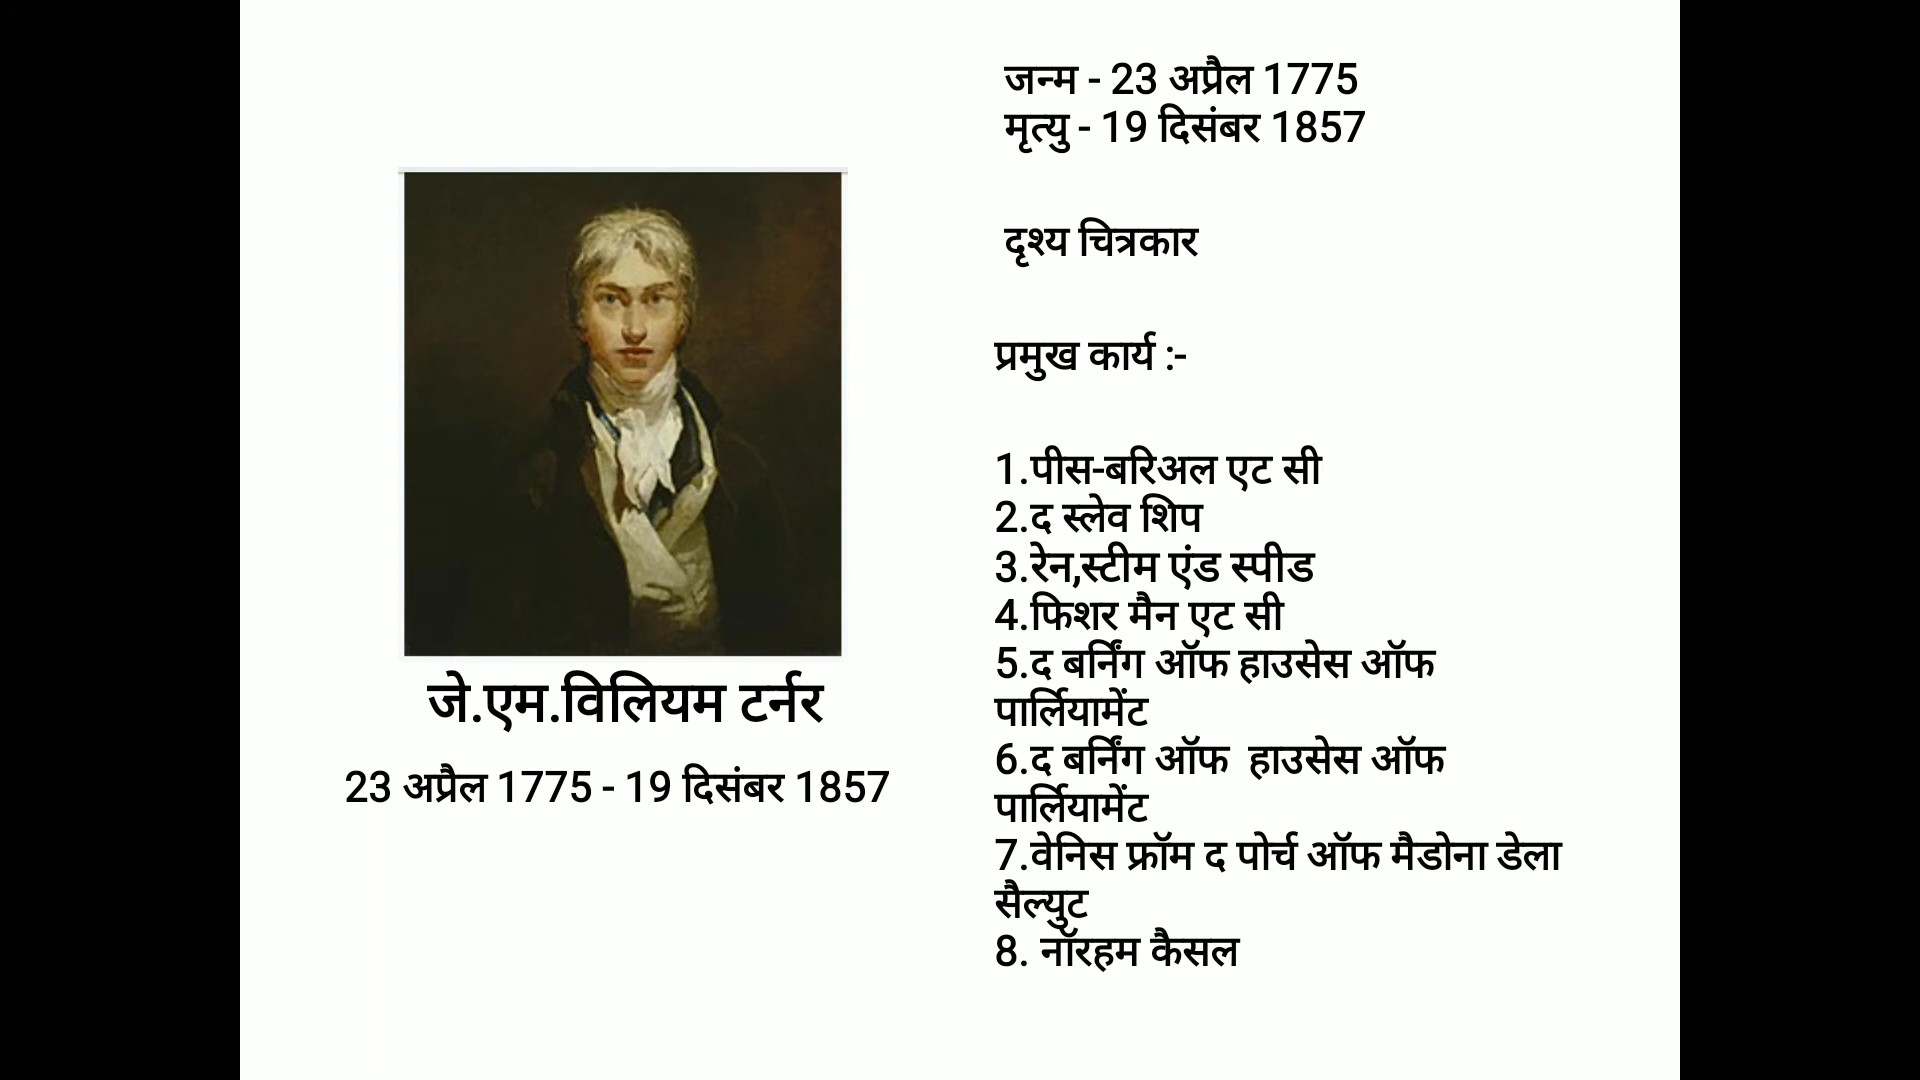 जन्म - 23 अप्रैल 1775
मृत्यु - 19 दिसंबर 1857
दृश्य चित्रकार
प्रमुख कार्य :-
1.पीस-बरिअल एट सी
2.द स्लेव शिप
3.रेन,स्टीम एंड स्पीड
4.फिशर मैन एट सी
5.द बर्निंग ऑफ हाउसेस ऑफ
पार्लियामेंट
6.द बर्निंग ऑफ  हाउसेस ऑफ
पार्लियामेंट
7.वेनिस फ्रॉम द पोर्च ऑफ मैडोना डेला
सैल्युट
8. नॉरहम कैसल
जे.एम.विलियम टर्नर
23 अप्रैल 1775 - 19 दिसंबर 1857